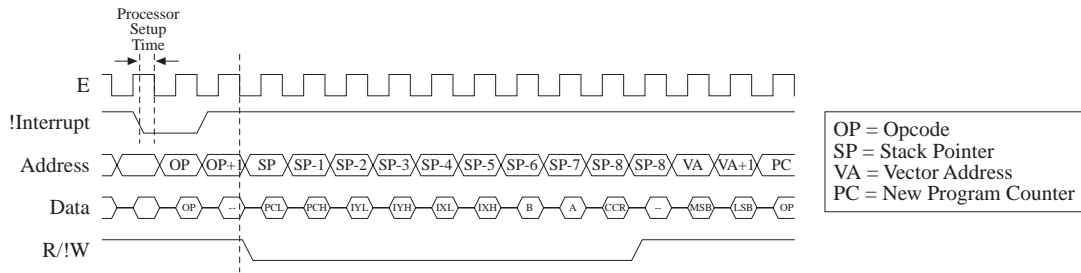 Processor
Setup
Time
E
!Interrupt
Address OP OP+1 SP SP-1 SP-2 SP-3 SP-4 SP-5 SP-6 SP-7 SP-8 SP-8 VA VA+1 PC
Data OP -- PCL PCH IYL IYH IXL IXH B A CCR -- MSB LSB OP
R/!W
OP = Opcode
SP = Stack Pointer
VA = Vector Address
PC = New Program Counter